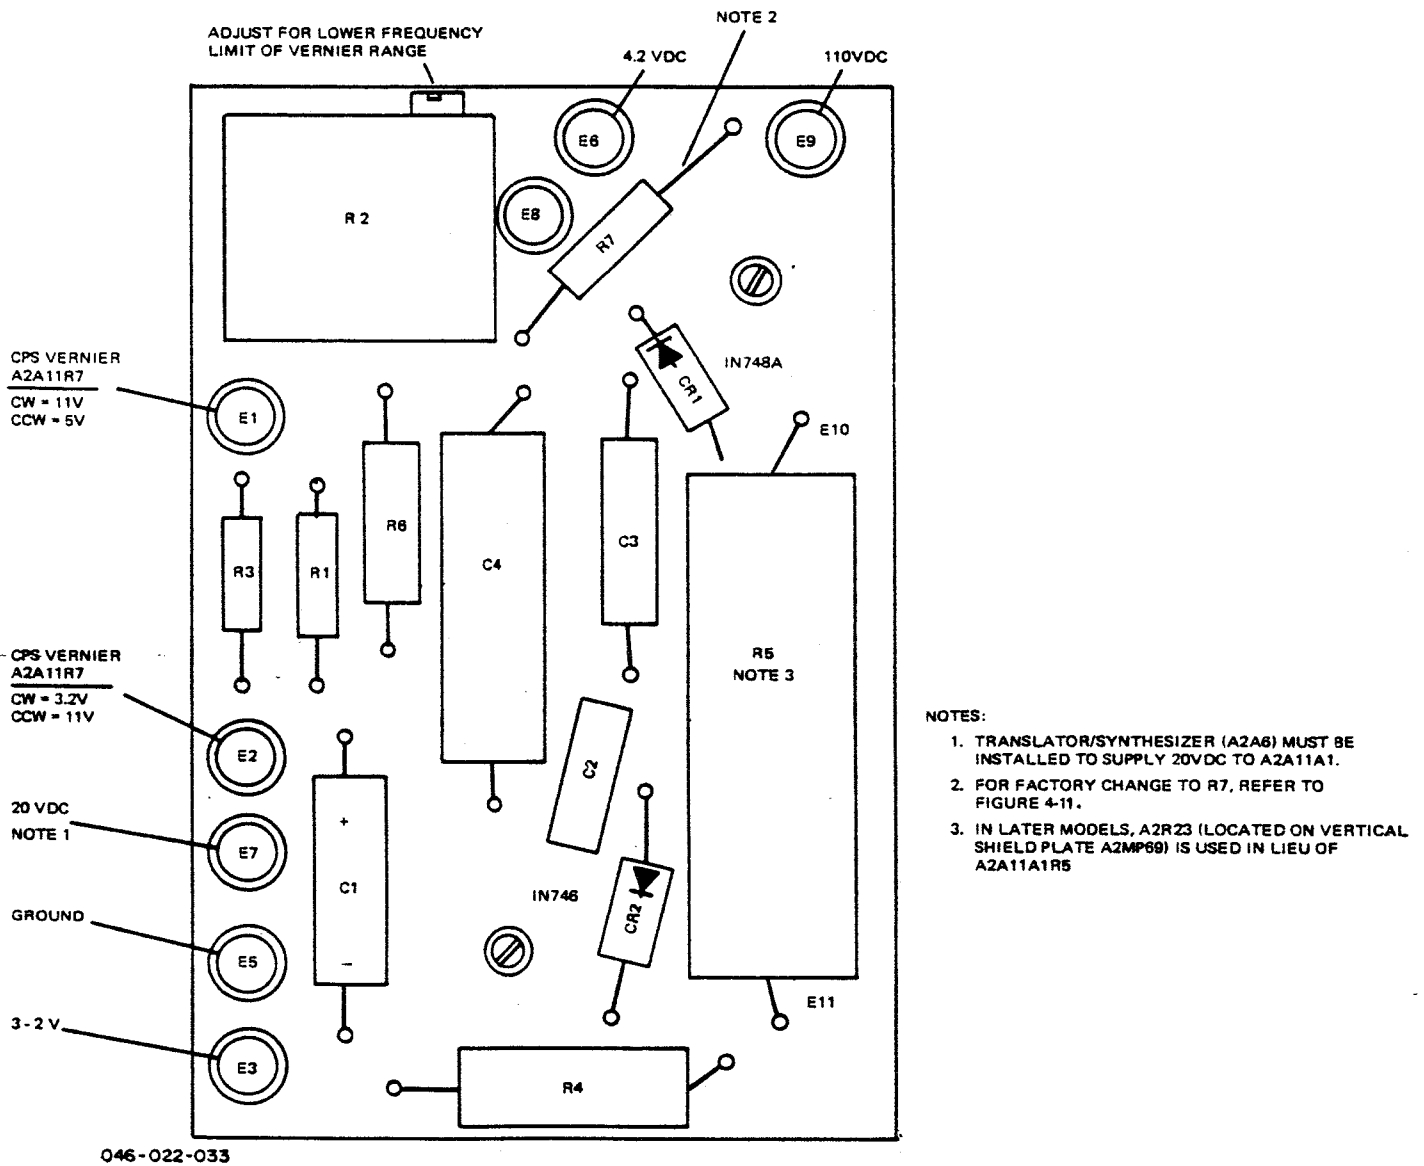 NOTE 2
ADJUST FOR LOWER FREQUENCY
LIMIT OF VERNIER RANGE
4.2 VDC
110VDC
E6
E9
R 2
E8
R7
CPS VERNIER
A2A11R7
CW = 11V
CCW = 5V
IN748A
CR1
E1
E10
R6
C4
C3
R3
R1
R5
NOTE 3
CPS VERNIER
A2A11R7
CW = 3.2V
CCW = 11V
E2
C2
20 VDC
NOTE 1
E7
+
C1
−
IN746
CR2
GROUND
E5
E11
3 - 2 V
E3
R4
NOTES:
1. TRANSLATOR/SYNTHESIZER (A2A6) MUST BE
INSTALLED TO SUPPLY 20VDC TO A2A11A1.
2. FOR FACTORY CHANGE TO R7, REFER TO
FIGURE 4-11.
3. IN LATER MODELS, A2R23 (LOCATED ON VERTICAL
SHIELD PLATE A2MP69) IS USED IN LIEU OF
A2A11A1R5
046-022-033